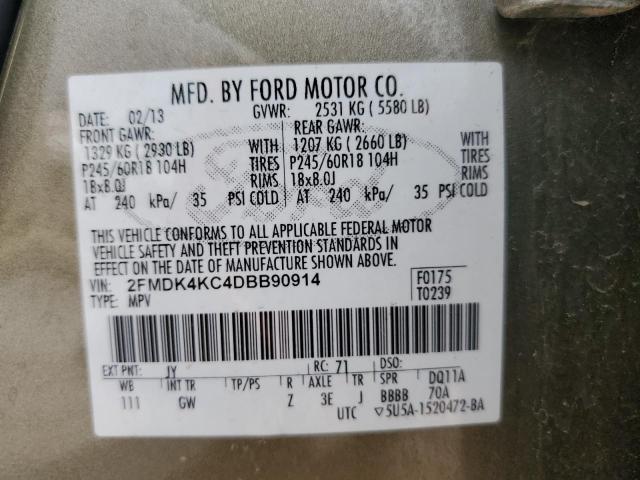 MFD. BY FORD MOTOR CO.
DATE: 02/13 GVWR: 2531 KG ( 5580 LB)
FRONT GAWR: REAR GAWR:
1329 KG ( 2930 LB) WITH 1207 KG ( 2660 LB) WITH
P245/60R18 104H TIRES P245/60R18 104H TIRES
18x8.0J RIMS 18x8.0J RIMS
AT 240 kPa/ 35 PSI COLD AT 240 kPa/ 35 PSI COLD
THIS VEHICLE CONFORMS TO ALL APPLICABLE FEDERAL MOTOR
VEHICLE SAFETY AND THEFT PREVENTION STANDARDS IN
EFFECT ON THE DATE OF MANUFACTURE SHOWN ABOVE.
VIN: 2FMDK4KC4DBB90914 F0175
TYPE: MPV T0239
EXT PNT: JY RC: 71 DSO:
WB INT TR TP/PS R AXLE TR SPR DQ11A
111 GW Z 3E J BBBB 70A
UTC ▽5U5A-1520472-BA